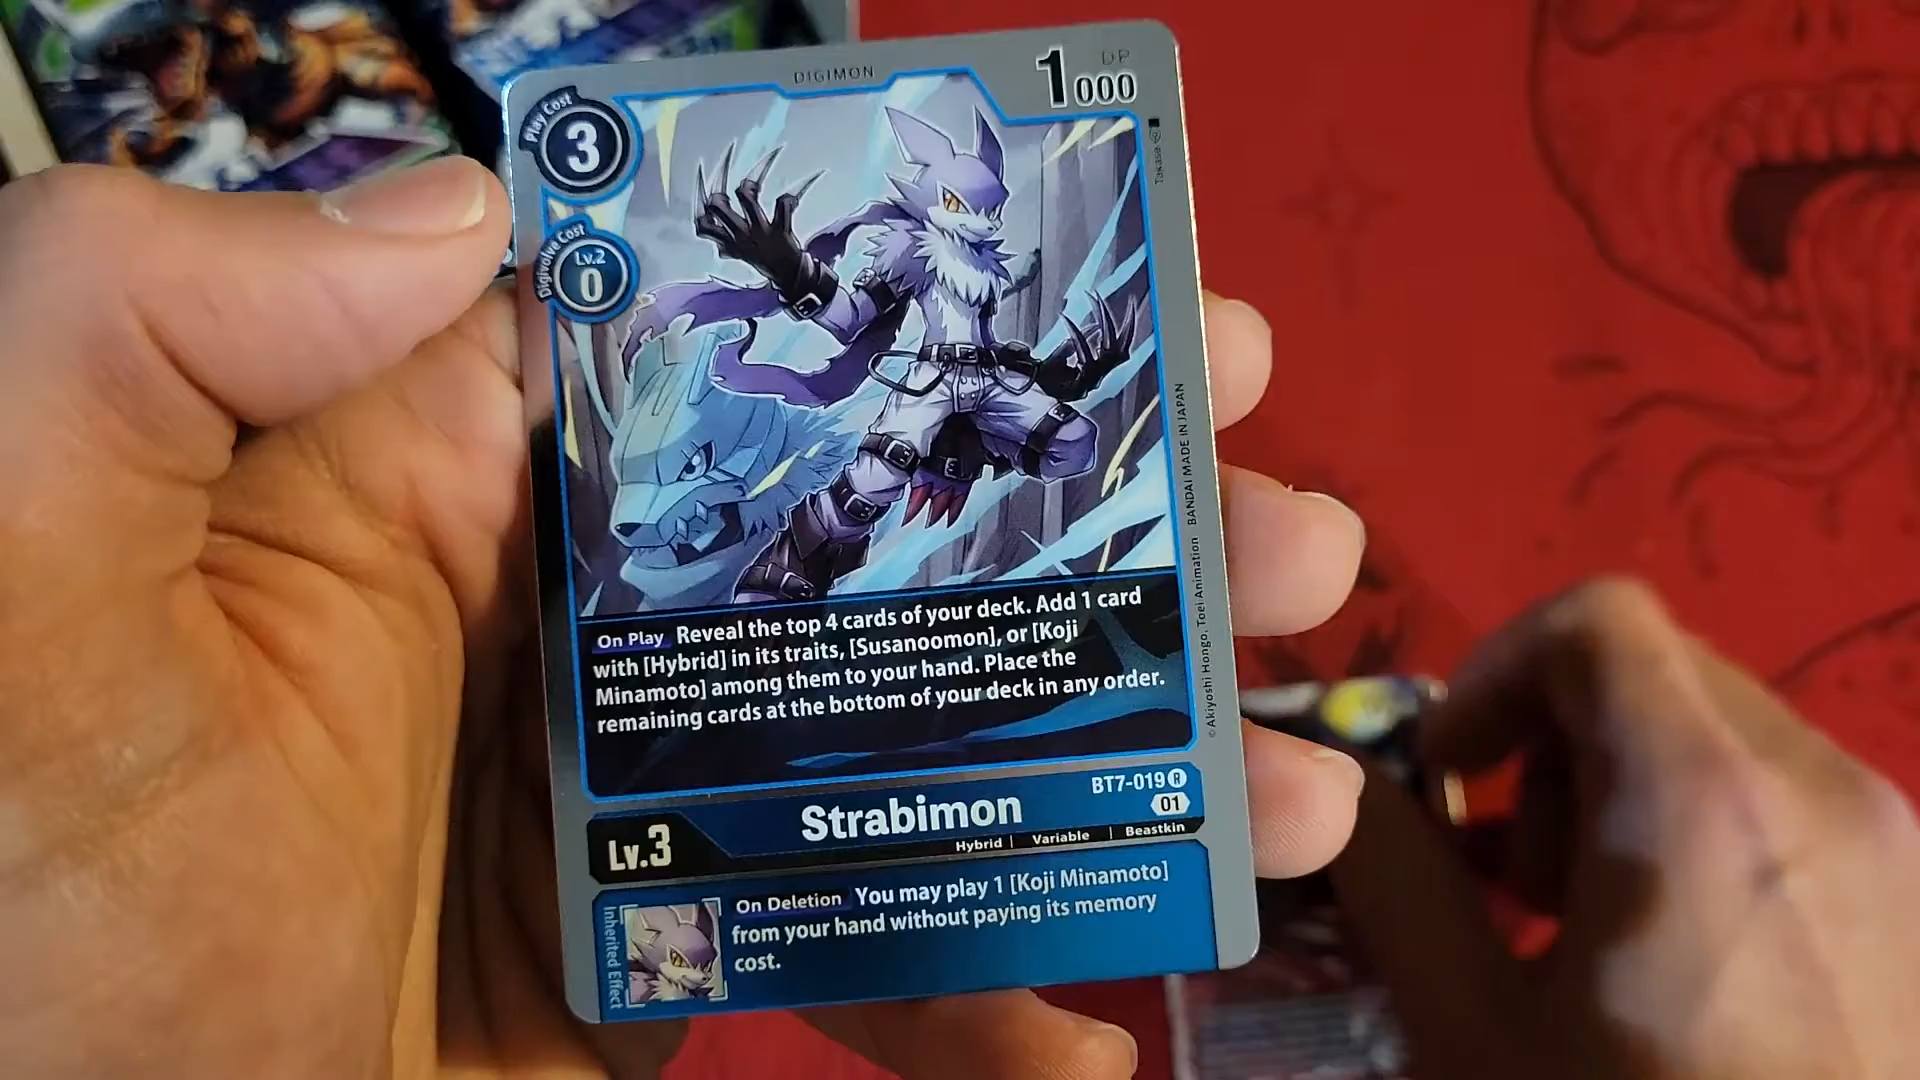 DIGIMON
DP
1000
Play Cost
3
Digivolve Cost
Lv.2
0
Takase
On Play Reveal the top 4 cards of your deck. Add 1 card
with [Hybrid] in its traits, [Susanoomon], or [Koji
Minamoto] among them to your hand. Place the
remaining cards at the bottom of your deck in any order.
© Akiyoshi Hongo, Toei Animation BANDAI MADE IN JAPAN
BT7-019 R
01
Strabimon
Lv.3
Hybrid | Variable | Beastkin
Inherited Effect
On Deletion You may play 1 [Koji Minamoto]
from your hand without paying its memory
cost.